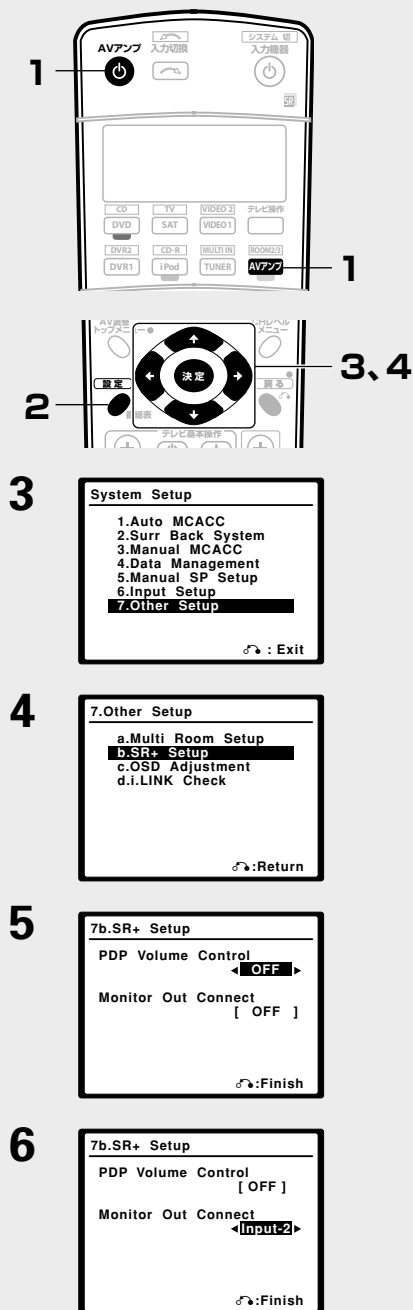 AVアンプ
入力切換
システム 切
入力機器
1
SR
CD TV VIDEO 2 テレビ操作
DVD SAT VIDEO1
DVR2 CD-R MULTI IN ROOM2/3
DVR1 iPod TUNER AVアンプ
1
AV調整
トップメニュー
CHレベル
メニュー
3、4
設定
決定
戻る
2
番組表
テレビ基本操作
3
System Setup
1.Auto MCACC
2.Surr Back System
3.Manual MCACC
4.Data Management
5.Manual SP Setup
6.Input Setup
7.Other Setup
: Exit
4
7.Other Setup
a.Multi Room Setup
b.SR+ Setup
c.OSD Adjustment
d.i.LINK Check
:Return
5
7b.SR+ Setup
PDP Volume Control
OFF
Monitor Out Connect
[ OFF ]
:Finish
6
7b.SR+ Setup
PDP Volume Control
[ OFF ]
Monitor Out Connect
Input-2
:Finish